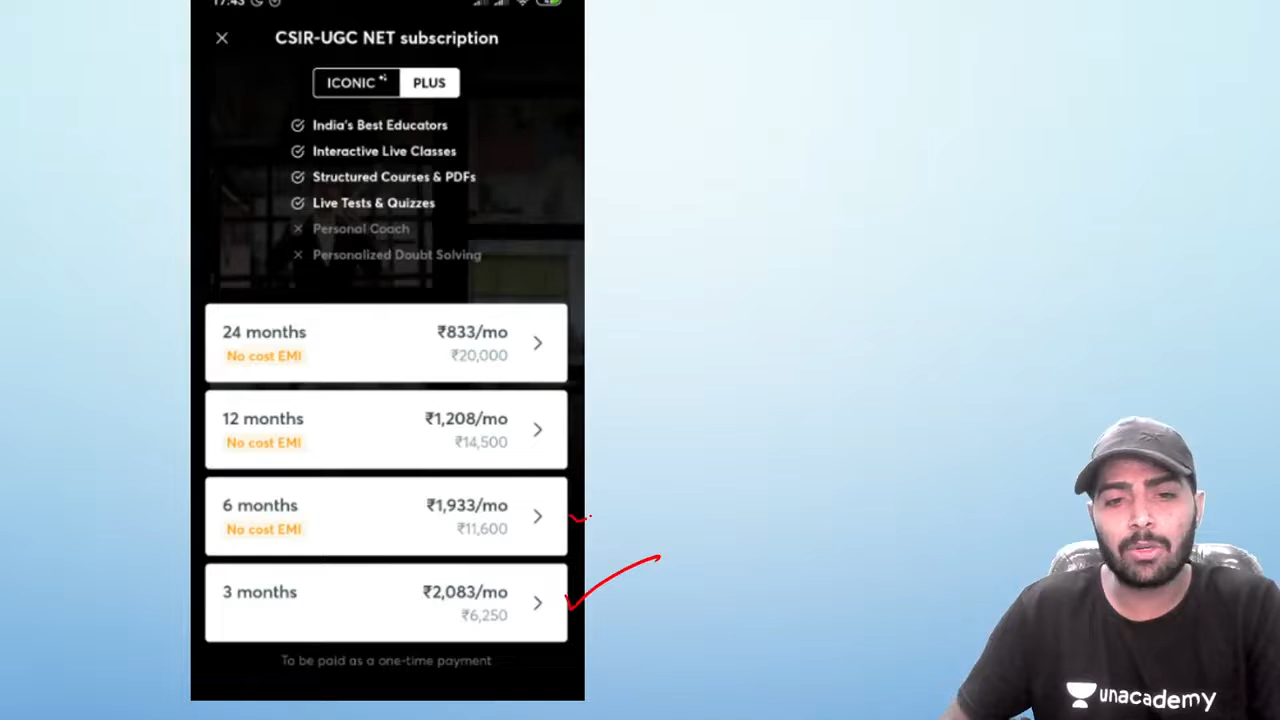 17:43
CSIR-UGC NET subscription
ICONIC PLUS
India's Best Educators
Interactive Live Classes
Structured Courses & PDFs
Live Tests & Quizzes
Personal Coach
Personalized Doubt Solving
24 months ₹833/mo
No cost EMI ₹20,000
12 months ₹1,208/mo
No cost EMI ₹14,500
6 months ₹1,933/mo
No cost EMI ₹11,600
3 months ₹2,083/mo
₹6,250
To be paid as a one-time payment
unacademy